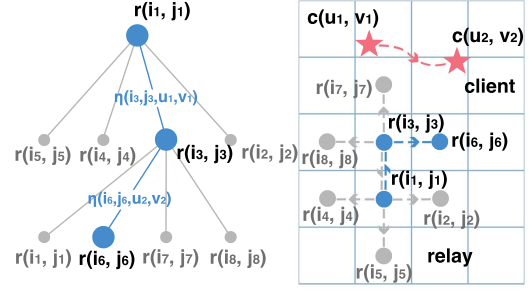 r(i₁, j₁)
η(i₃,j₃,u₁,v₁)
r(i₅, j₅) r(i₄, j₄) r(i₃, j₃) r(i₂, j₂)
η(i₆,j₆,u₂,v₂)
r(i₁, j₁) r(i₆, j₆) r(i₇, j₇) r(i₈, j₈)
c(u₁, v₁)
c(u₂, v₂)
client
r(i₇, j₇)
r(i₃, j₃)
r(i₈, j₈) r(i₆, j₆)
r(i₁, j₁)
r(i₄, j₄) r(i₂, j₂)
relay
r(i₅, j₅)